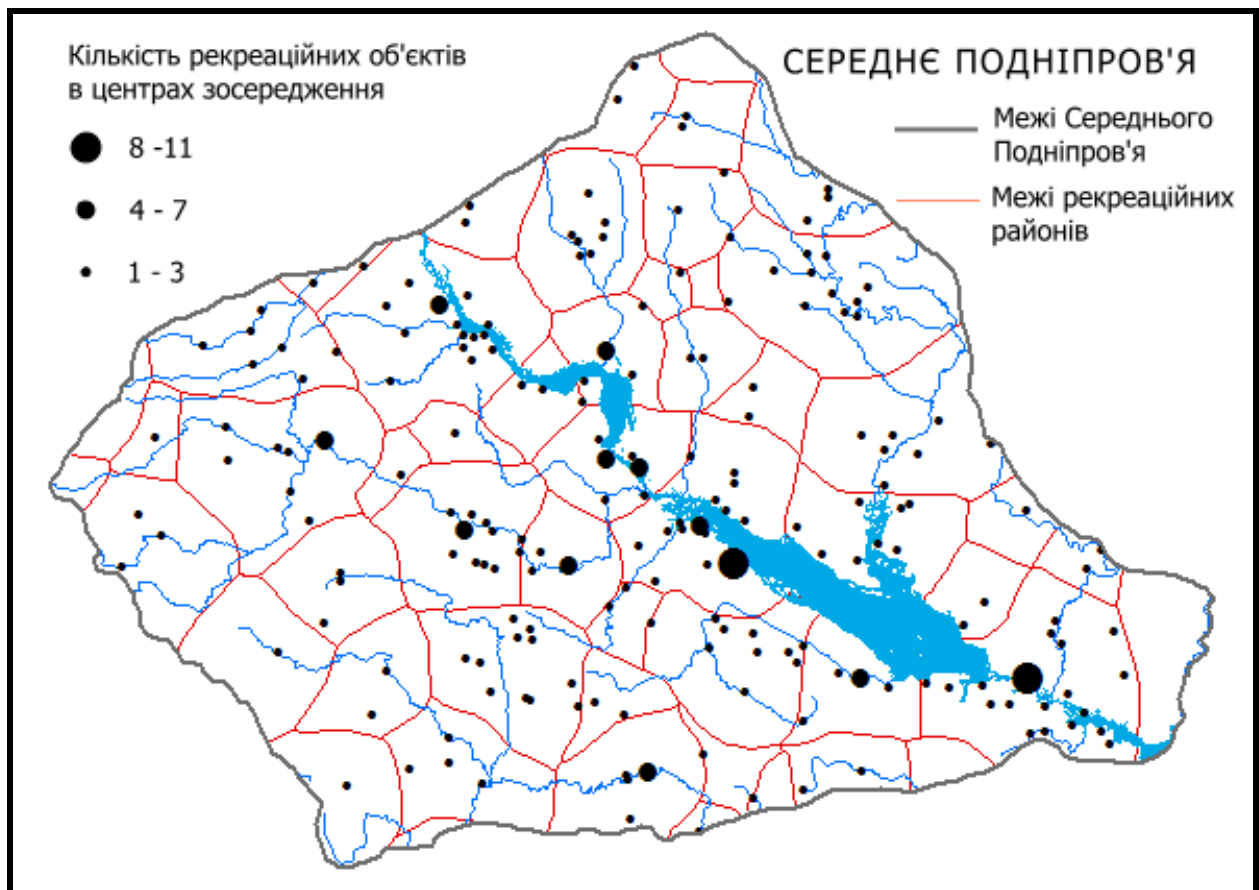 Кількість рекреаційних об'єктів
в центрах зосередження
8 -11
4 - 7
1 - 3
СЕРЕДНЄ ПОДНІПРОВ'Я
Межі Середнього
Подніпров'я
Межі рекреаційних
районів